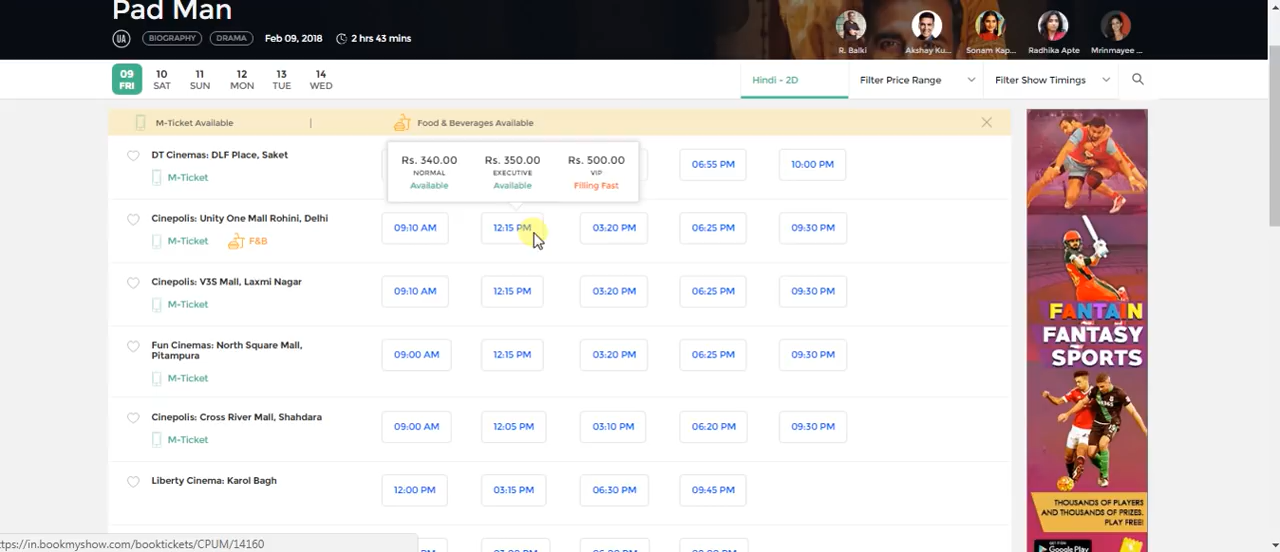 Pad Man
UA BIOGRAPHY DRAMA Feb 09, 2018 2 hrs 43 mins
R. Balki Akshay Ku... Sonam Kap... Radhika Apte Mrinmayee ...
09 FRI 10 SAT 11 SUN 12 MON 13 TUE 14 WED
Hindi - 2D Filter Price Range Filter Show Timings
M-Ticket Available | Food & Beverages Available
DT Cinemas: DLF Place, Saket
M-Ticket
Rs. 340.00 Rs. 350.00 Rs. 500.00
NORMAL EXECUTIVE VIP
Available Available Filling Fast
06:55 PM 10:00 PM
Cinepolis: Unity One Mall Rohini, Delhi
M-Ticket F&B
09:10 AM 12:15 PM 03:20 PM 06:25 PM 09:30 PM
Cinepolis: V3S Mall, Laxmi Nagar
M-Ticket
09:10 AM 12:15 PM 03:20 PM 06:25 PM 09:30 PM
Fun Cinemas: North Square Mall,
Pitampura
M-Ticket
09:00 AM 12:15 PM 03:20 PM 06:25 PM 09:30 PM
Cinepolis: Cross River Mall, Shahdara
M-Ticket
09:00 AM 12:05 PM 03:10 PM 06:20 PM 09:30 PM
Liberty Cinema: Karol Bagh
12:00 PM 03:15 PM 06:30 PM 09:45 PM
ttps://in.bookmyshow.com/booktickets/CPUM/14160
FANTAIN
FANTASY
SPORTS
THOUSANDS OF PLAYERS
AND THOUSANDS OF PRIZES.
PLAY FREE!
Google Play